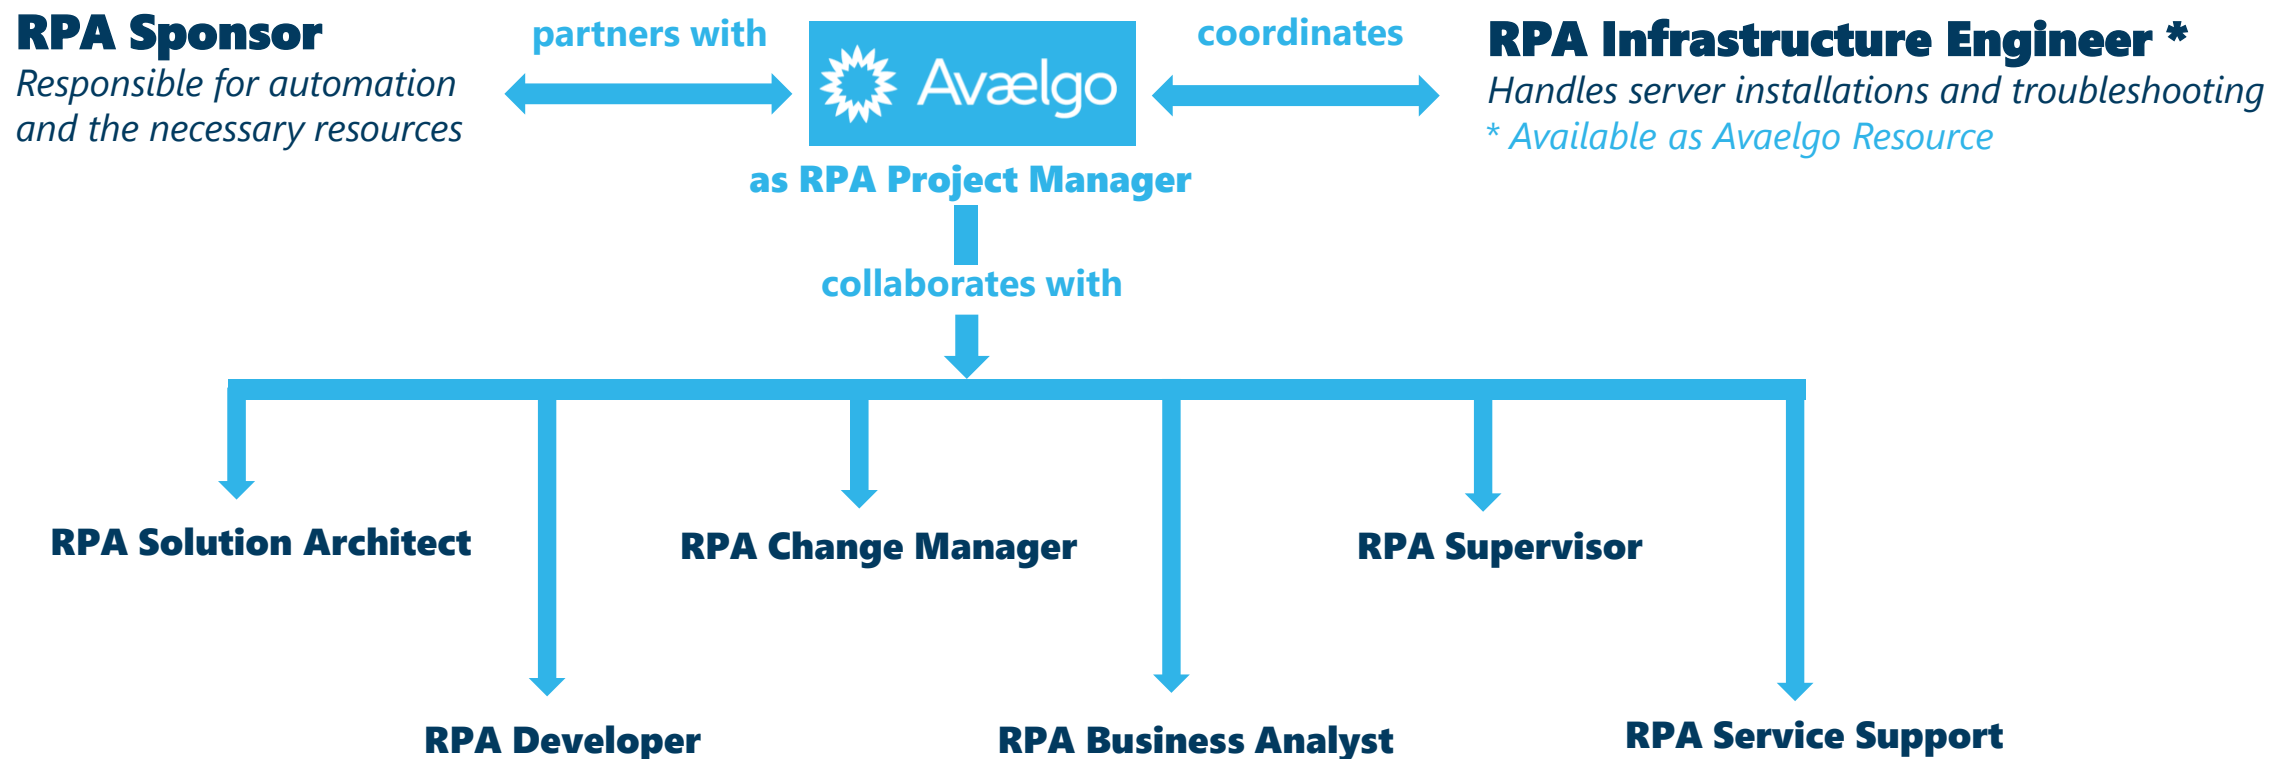 RPA Sponsor
Responsible for automation
and the necessary resources
partners with
Avaelgo
as RPA Project Manager
coordinates
RPA Infrastructure Engineer *
Handles server installations and troubleshooting
* Available as Avaelgo Resource
collaborates with
RPA Solution Architect
RPA Change Manager
RPA Supervisor
RPA Developer
RPA Business Analyst
RPA Service Support